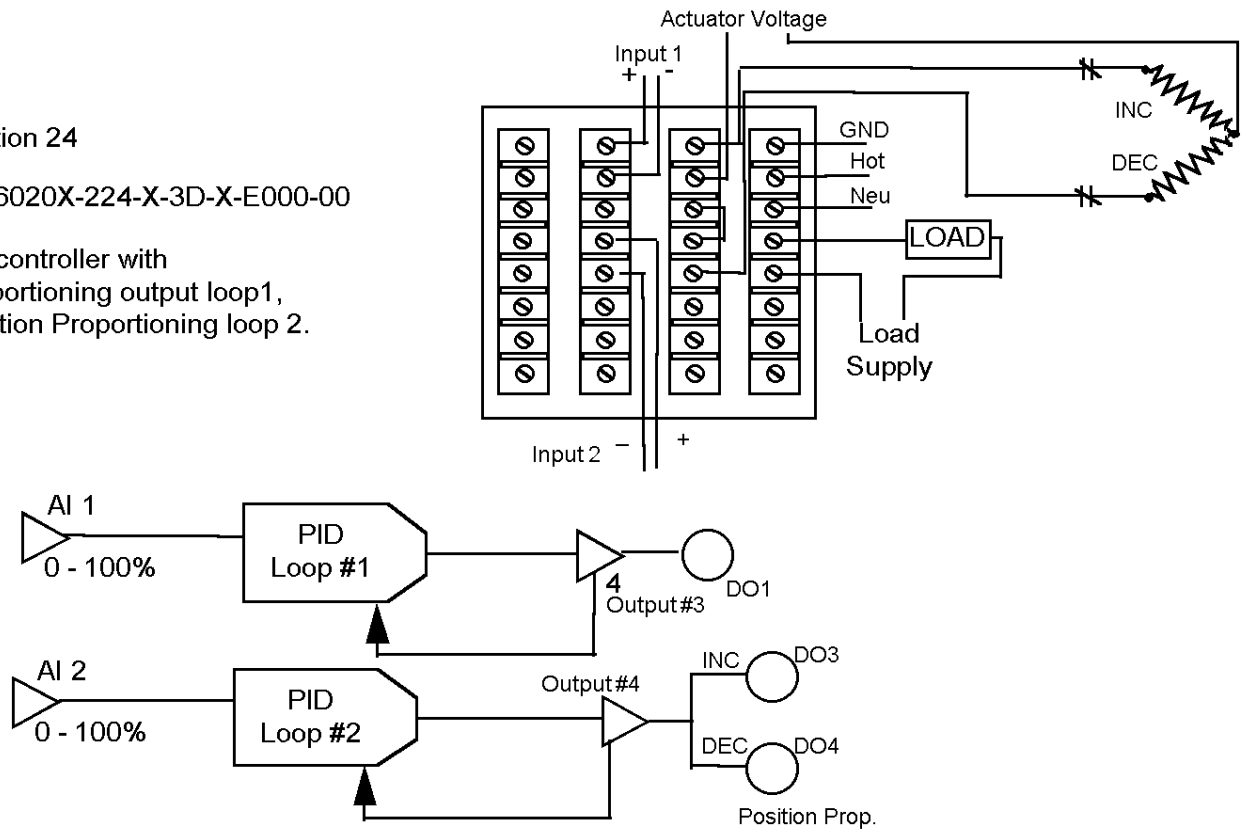 Actuator Voltage
Input 1
+ -
tion 24
6020X-224-X-3D-X-E000-00
controller with
portioning output loop1,
tion Proportioning loop 2.
GND
Hot
Neu
INC
DEC
LOAD
Load
Supply
Input 2 – +
AI 1
0 - 100%
PID
Loop #1
4
Output #3
DO1
AI 2
0 - 100%
PID
Loop #2
Output #4
INC
DO3
DEC
DO4
Position Prop.